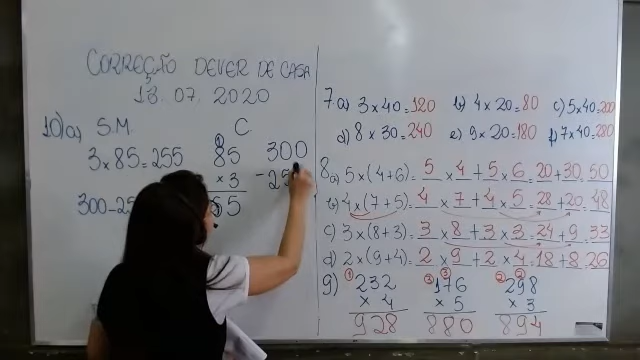 CORREÇÃO DEVER DE CASA
13.07.2020
10)a) S.M. C.
3×85=255
300-25
85
×3
55
300
-25
7 a) 3×40=120 b) 4×20=80 c) 5×40=200
d) 8×30=240 e) 9×20=180 f) 7×40=280
8 a) 5×(4+6)= 5 × 4 + 5 × 6 = 20+30=50
b) 4×(7+5)= 4 × 7 + 4 × 5 = 28+20=48
c) 3×(8+3)= 3 × 8 + 3 × 3 = 24+9=33
d) 2×(9+4)= 2 × 9 + 2 × 4 = 18+8=26
9) 232 176 298
×4 ×5 ×3
928 880 894